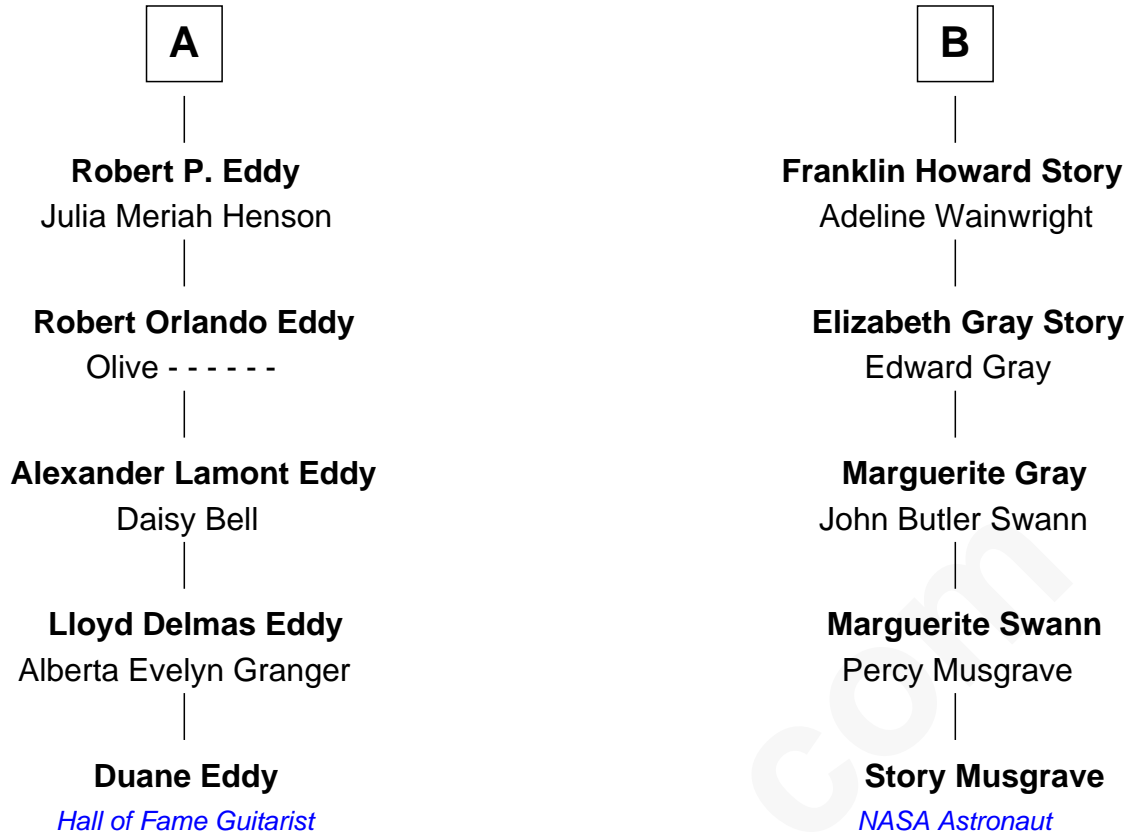 A
Robert P. Eddy
Julia Meriah Henson
Robert Orlando Eddy
Olive - - - - - -
Alexander Lamont Eddy
Daisy Bell
Lloyd Delmas Eddy
Alberta Evelyn Granger
Duane Eddy
Hall of Fame Guitarist
B
Franklin Howard Story
Adeline Wainwright
Elizabeth Gray Story
Edward Gray
Marguerite Gray
John Butler Swann
Marguerite Swann
Percy Musgrave
Story Musgrave
NASA Astronaut
com